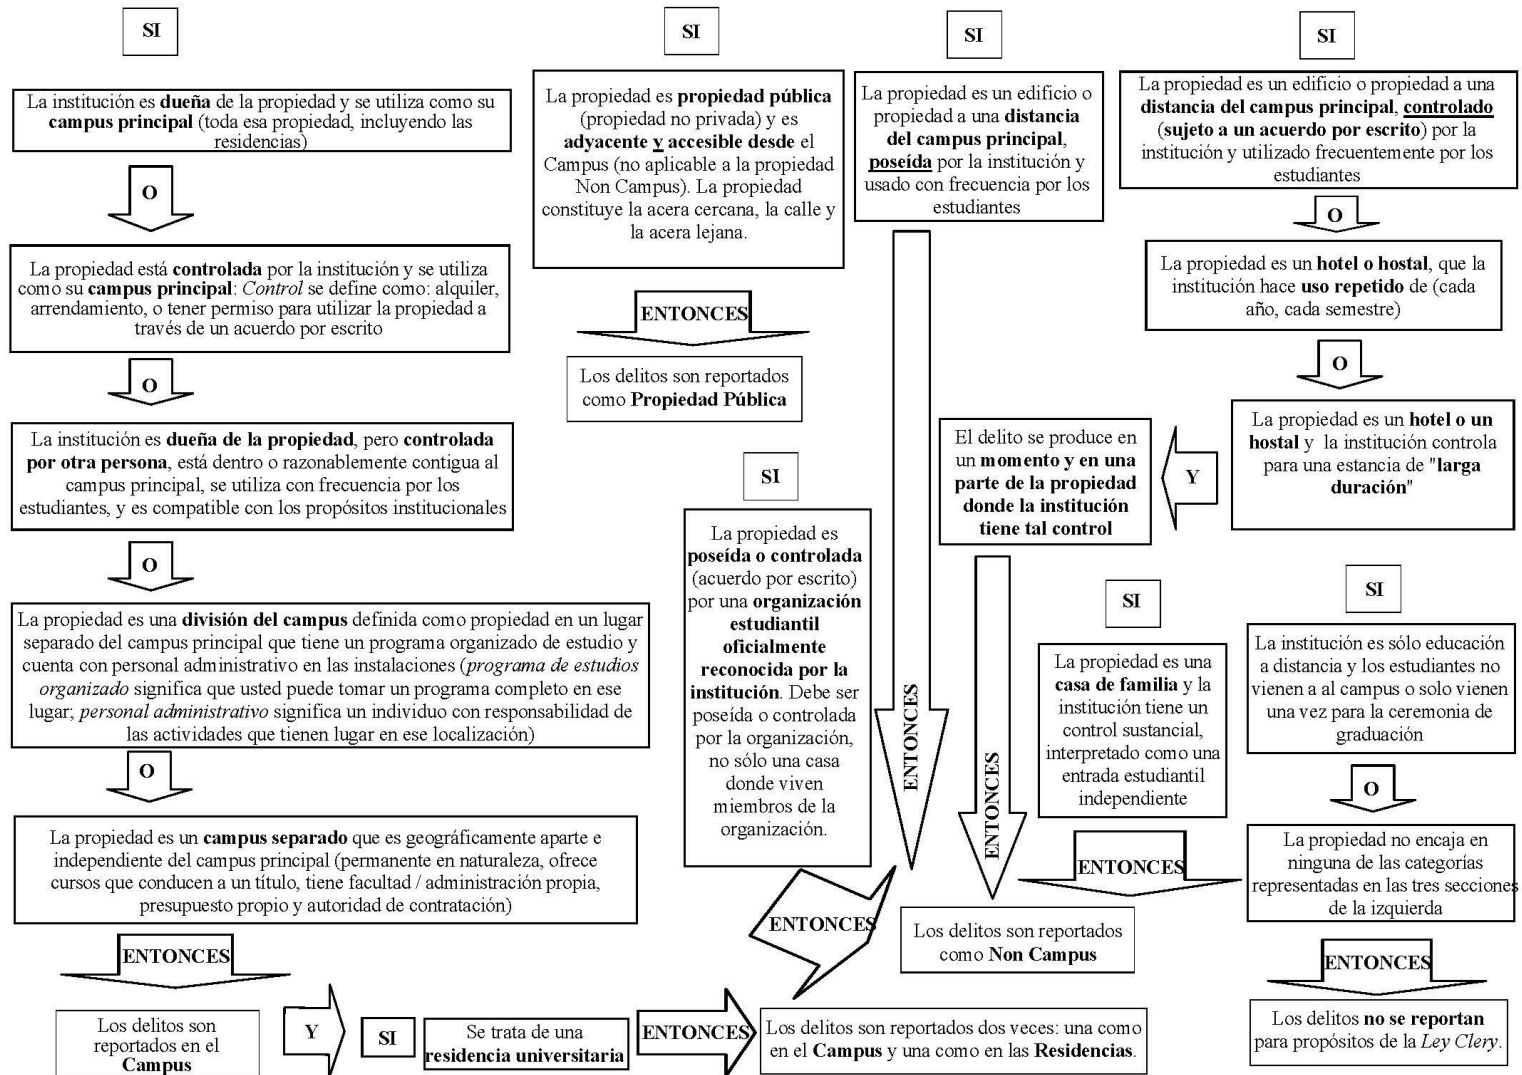 SI
La institución es dueña de la propiedad y se utiliza como su
campus principal (toda esa propiedad, incluyendo las
residencias)
O
La propiedad está controlada por la institución y se utiliza
como su campus principal: Control se define como: alquiler,
arrendamiento, o tener permiso para utilizar la propiedad a
través de un acuerdo por escrito
O
La institución es dueña de la propiedad, pero controlada
por otra persona, está dentro o razonablemente contigua al
campus principal, se utiliza con frecuencia por los
estudiantes, y es compatible con los propósitos institucionales
O
La propiedad es una división del campus definida como propiedad en un lugar
separado del campus principal que tiene un programa organizado de estudio y
cuenta con personal administrativo en las instalaciones (programa de estudios
organizado significa que usted puede tomar un programa completo en ese
lugar; personal administrativo significa un individuo con responsabilidad de
las actividades que tienen lugar en ese localización)
O
La propiedad es un campus separado que es geográficamente aparte e
independiente del campus principal (permanente en naturaleza, ofrece
cursos que conducen a un título, tiene facultad / administración propia,
presupuesto propio y autoridad de contratación)
ENTONCES
Los delitos son
reportados en el
Campus
Y
SI
Se trata de una
residencia universitaria
ENTONCES
Los delitos son reportados dos veces: una como
en el Campus y una como en las Residencias.
SI
La propiedad es propiedad pública
(propiedad no privada) y es
adyacente y accesible desde el
Campus (no aplicable a la propiedad
Non Campus). La propiedad
constituye la acera cercana, la calle y
la acera lejana.
ENTONCES
Los delitos son reportados
como Propiedad Pública
SI
La propiedad es
poseída o controlada
(acuerdo por escrito)
por una organización
estudiantil
oficialmente
reconocida por la
institución. Debe ser
poseída o controlada
por la organización,
no sólo una casa
donde viven
miembros de la
organización.
ENTONCES
SI
La propiedad es un edificio o
propiedad a una distancia
del campus principal,
poseída por la institución y
usado con frecuencia por los
estudiantes
ENTONCES
SI
La propiedad es un edificio o propiedad a una
distancia del campus principal, controlado
(sujeto a un acuerdo por escrito) por la
institución y utilizado frecuentemente por los
estudiantes
O
La propiedad es un hotel o hostal, que la
institución hace uso repetido de (cada
año, cada semestre)
O
La propiedad es un hotel o un
hostal y la institución controla
para una estancia de "larga
duración"
Y
El delito se produce en
un momento y en una
parte de la propiedad
donde la institución
tiene tal control
ENTONCES
Los delitos son reportados
como Non Campus
SI
La propiedad es una
casa de familia y la
institución tiene un
control sustancial,
interpretado como una
entrada estudiantil
independiente
ENTONCES
SI
La institución es sólo educación
a distancia y los estudiantes no
vienen a al campus o solo vienen
una vez para la ceremonia de
graduación
O
La propiedad no encaja en
ninguna de las categorías
representadas en las tres secciones
de la izquierda
ENTONCES
Los delitos no se reportan
para propósitos de la Ley Clery.